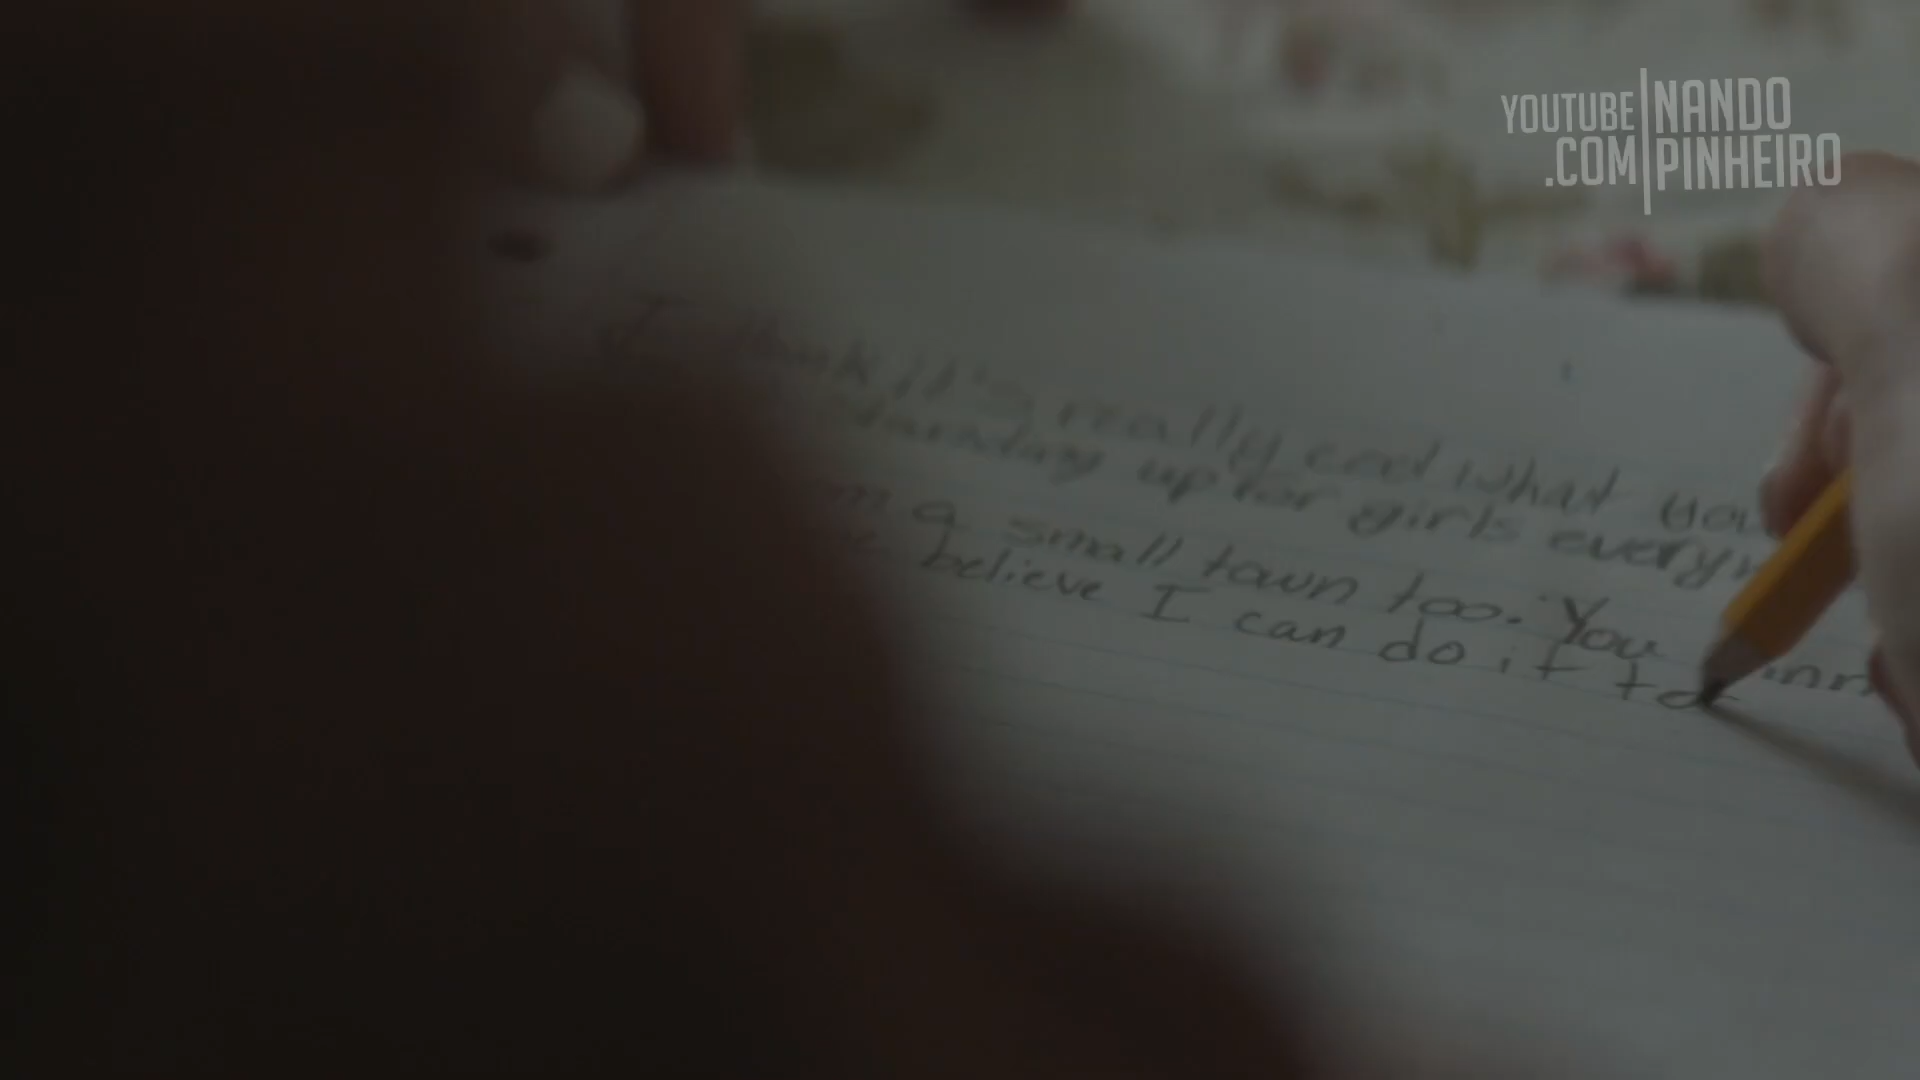 YOUTUBE
.COM
NANDO
PINHEIRO
it's really cool what you
standing up for girls every
a small town too. You
believe I can do it to